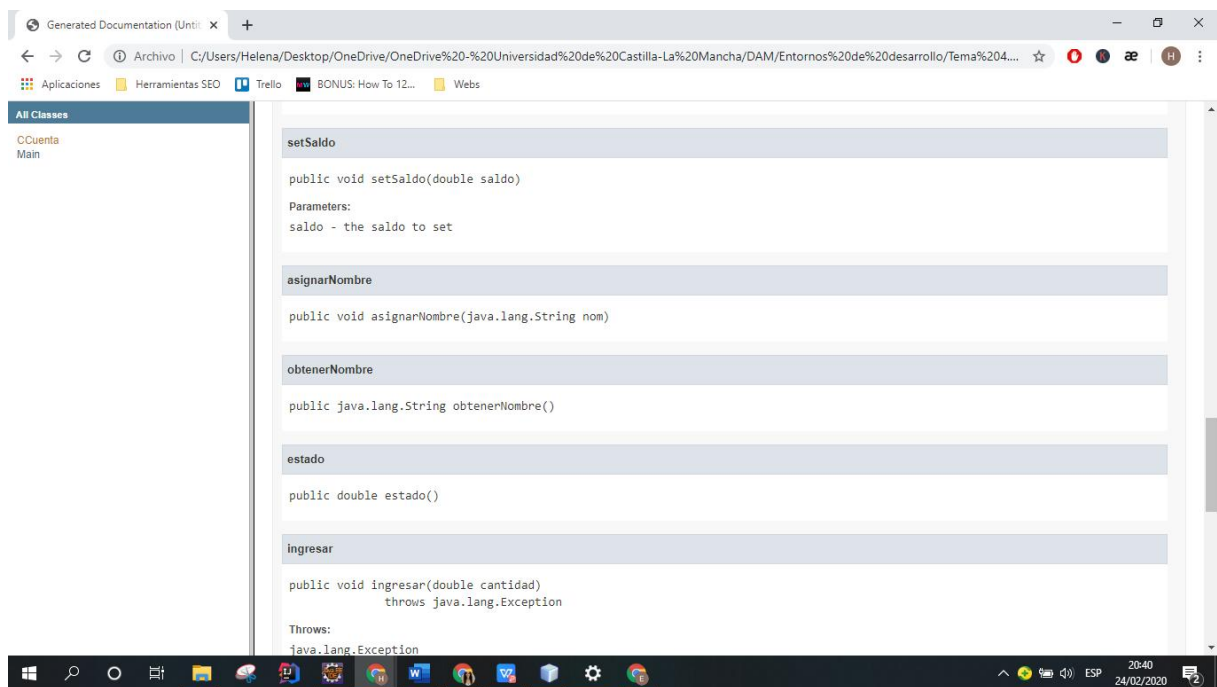 Generated Documentation (Untit
Archivo | C:/Users/Helena/Desktop/OneDrive/OneDrive%20-%20Universidad%20de%20Castilla-La%20Mancha/DAM/Entornos%20de%20desarrollo/Tema%204....
H
Aplicaciones Herramientas SEO Trello BONUS: How To 12... Webs
All Classes
CCuenta
Main
setSaldo
public void setSaldo(double saldo)
Parameters:
saldo - the saldo to set
asignarNombre
public void asignarNombre(java.lang.String nom)
obtenerNombre
public java.lang.String obtenerNombre()
estado
public double estado()
ingresar
public void ingresar(double cantidad)
throws java.lang.Exception
Throws:
java.lang.Exception
ESP
20:40
24/02/2020
2